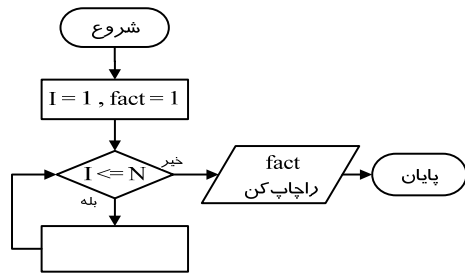 شروع
I = 1 , fact = 1
I <= N
خیر
بله
fact
راچاپ کن
پایان